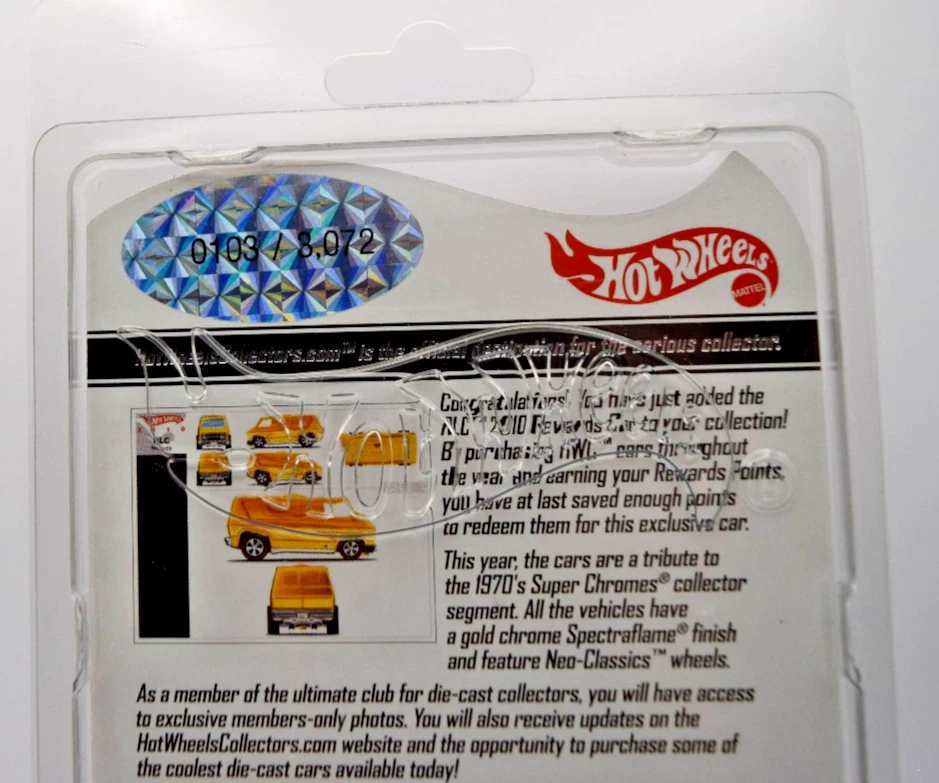 0103 / 3,072
HOT WHEELS
MATTEL
HotWheelsCollectors.com™ is the official destination for the serious collector.
Congratulations! You have just added the
RLC™ 2010 Rewards Car to your collection!
By purchasing HWC™ cars throughout
the year and earning your Rewards Points,
you have at last saved enough points
to redeem them for this exclusive car.
RLC
This year, the cars are a tribute to
the 1970's Super Chromes® collector
segment. All the vehicles have
a gold chrome Spectraflame® finish
and feature Neo-Classics™ wheels.
As a member of the ultimate club for die-cast collectors, you will have access
to exclusive members-only photos. You will also receive updates on the
HotWheelsCollectors.com website and the opportunity to purchase some of
the coolest die-cast cars available today!
Hot Wheels